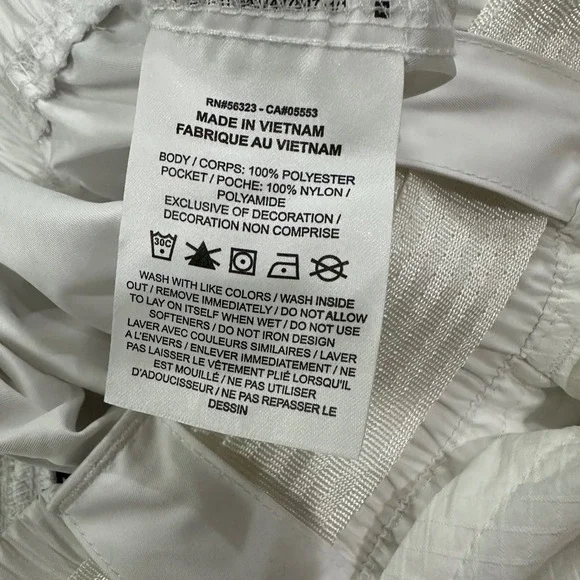 RN#56323 - CA#05553
MADE IN VIETNAM
FABRIQUE AU VIETNAM
BODY / CORPS: 100% POLYESTER
POCKET / POCHE: 100% NYLON /
POLYAMIDE
EXCLUSIVE OF DECORATION /
DECORATION NON COMPRISE
30C
WASH WITH LIKE COLORS / WASH INSIDE
OUT / REMOVE IMMEDIATELY / DO NOT ALLOW
TO LAY ON ITSELF WHEN WET / DO NOT USE
SOFTENERS / DO NOT IRON DESIGN
LAVER AVEC COULEURS SIMILAIRES / LAVER
A L'ENVERS / ENLEVER IMMEDIATEMENT / NE
PAS LAISSER LE VÊTEMENT PLIÉ LORSQU'IL
EST MOUILLÉ / NE PAS UTILISER
D'ADOUCISSEUR / NE PAS REPASSER LE
DESSIN